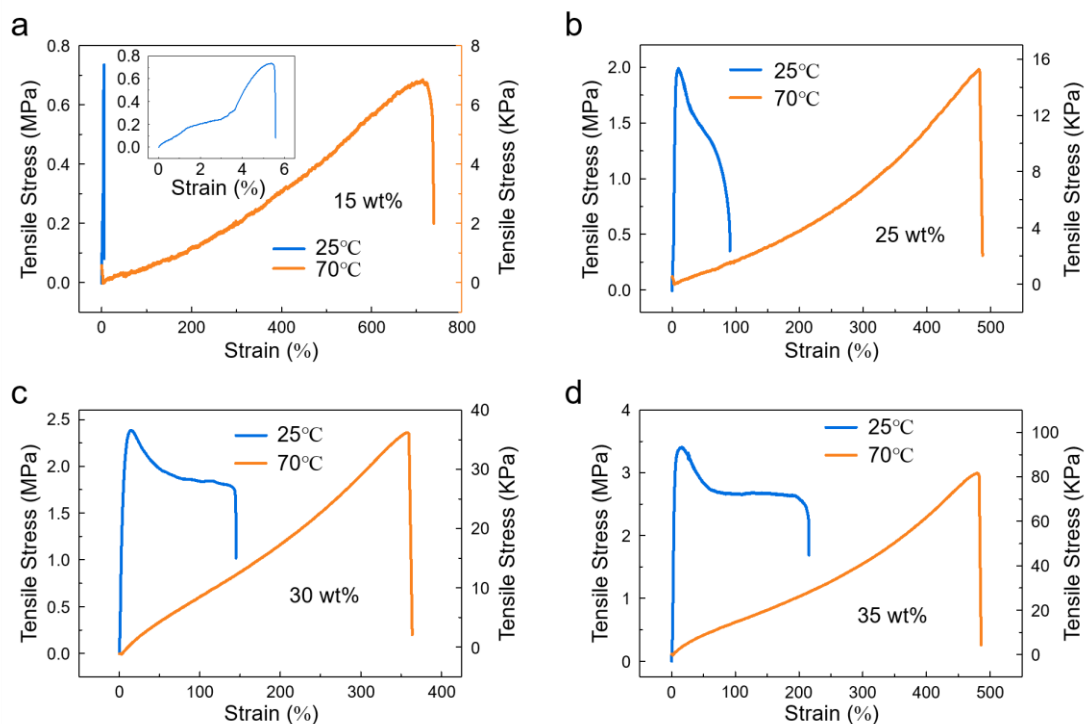 a
Tensile Stress (MPa)
0.8
0.6
0.4
0.2
0.0
0.8
0.6
0.4
0.2
0.0
0 2 4 6
Strain (%)
15 wt%
25℃
70℃
8
6
4
2
0
Tensile Stress (KPa)
0 200 400 600 800
Strain (%)
b
Tensile Stress (MPa)
2.0
1.5
1.0
0.5
0.0
25℃
70℃
25 wt%
16
12
8
4
0
Tensile Stress (KPa)
0 100 200 300 400 500
Strain (%)
c
Tensile Stress (MPa)
2.5
2.0
1.5
1.0
0.5
0.0
25℃
70℃
30 wt%
40
30
20
10
0
Tensile Stress (KPa)
0 100 200 300 400
Strain (%)
d
Tensile Stress (MPa)
4
3
2
1
0
25℃
70℃
35 wt%
100
80
60
40
20
0
Tensile Stress (KPa)
0 100 200 300 400 500
Strain (%)